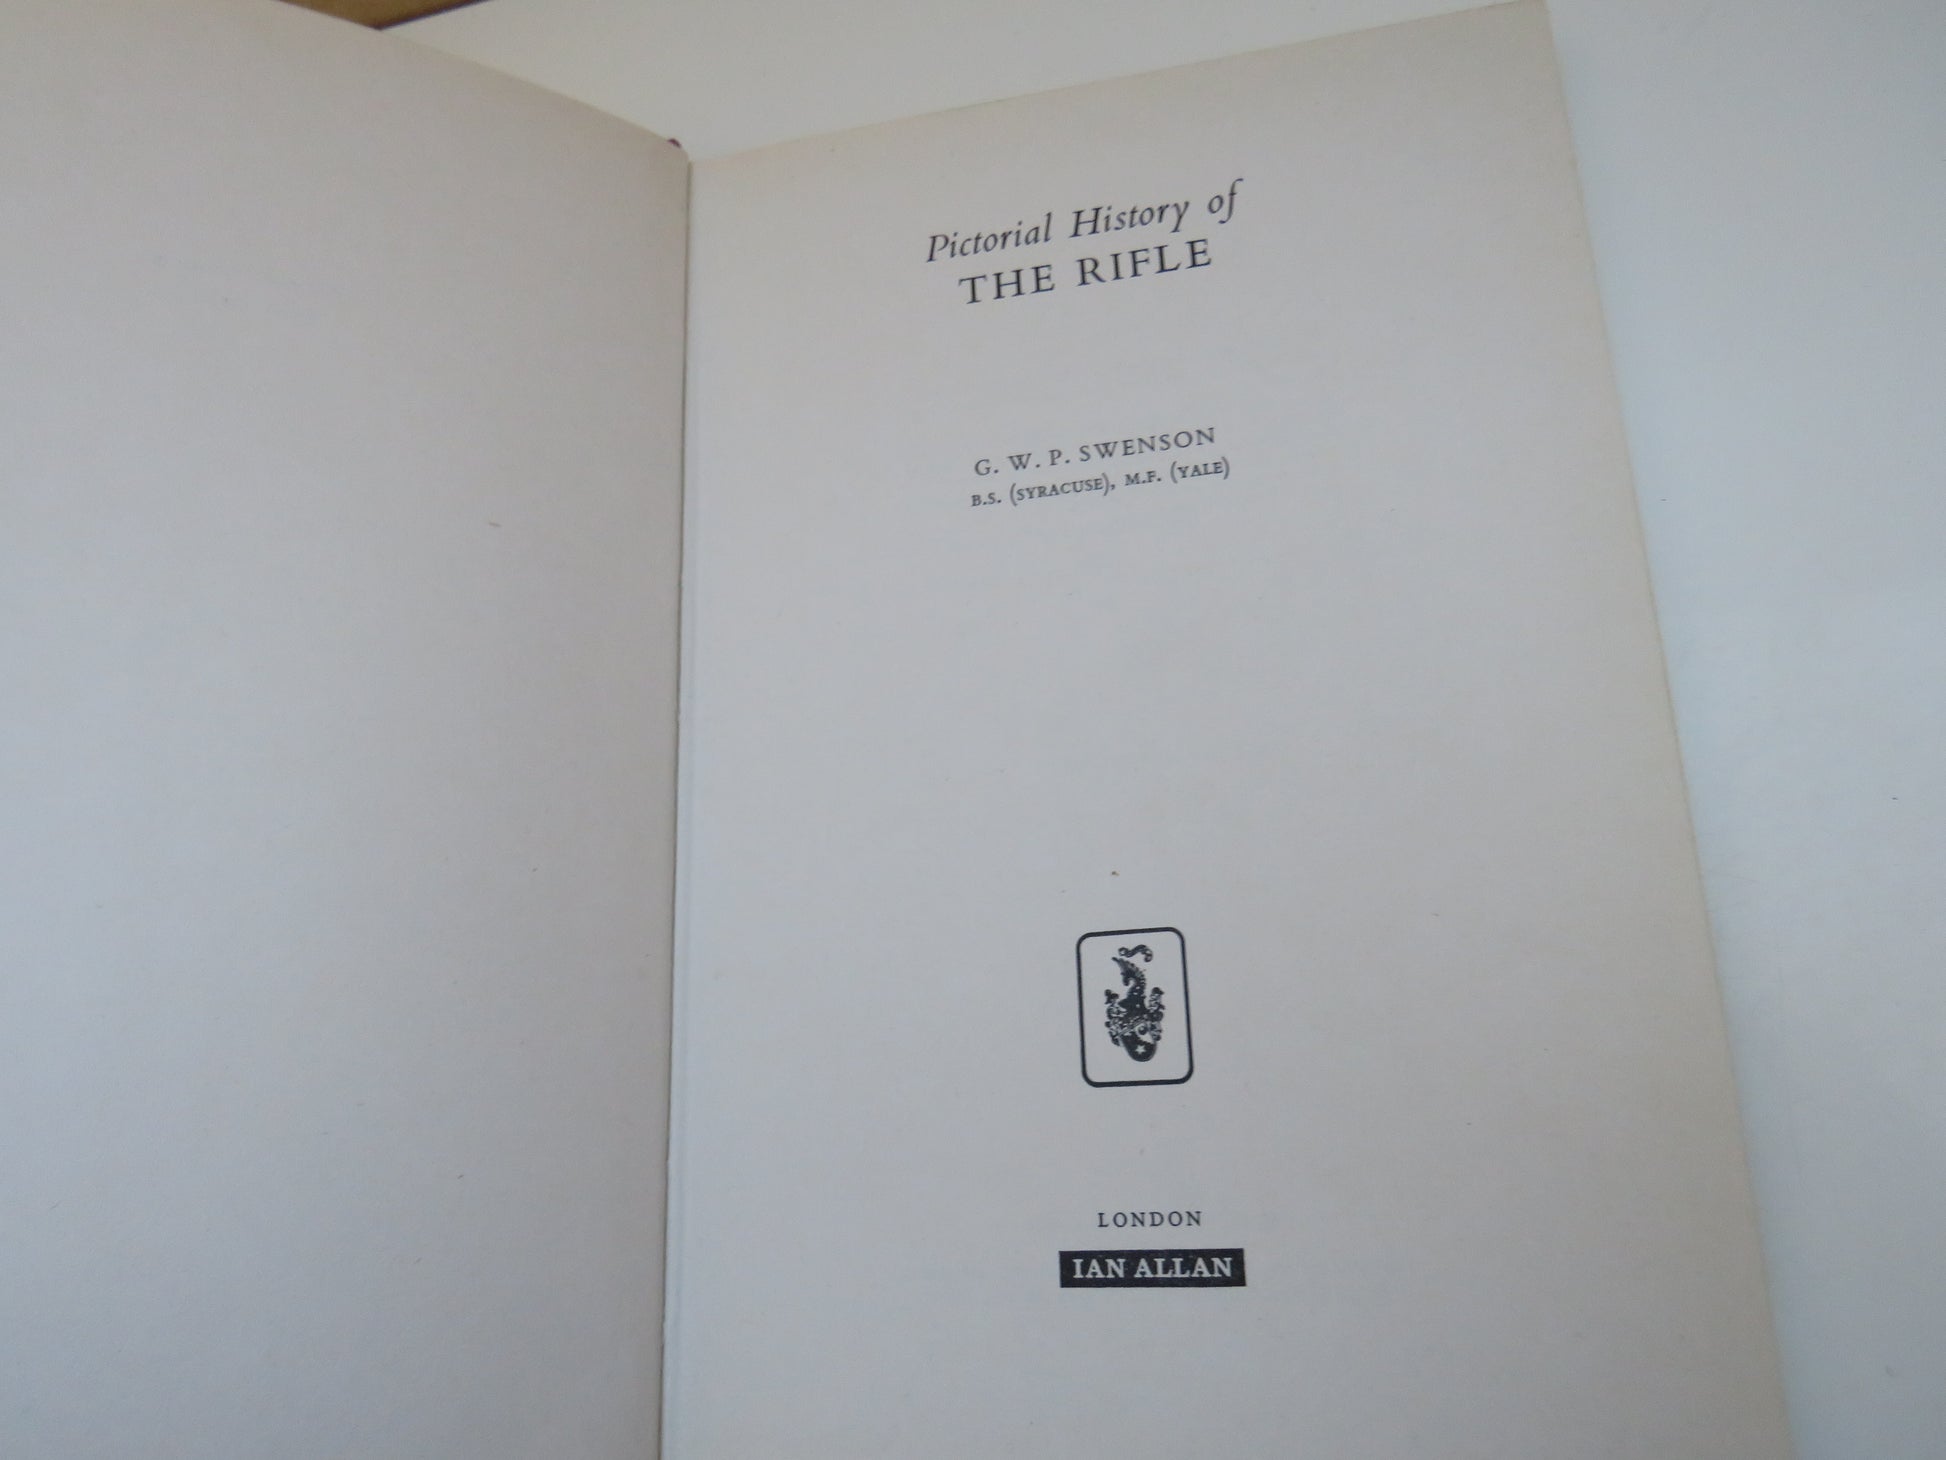 Pictorial History of
THE RIFLE
G. W. P. SWENSON
B.S. (SYRACUSE), M.F. (YALE)
LONDON
IAN ALLAN